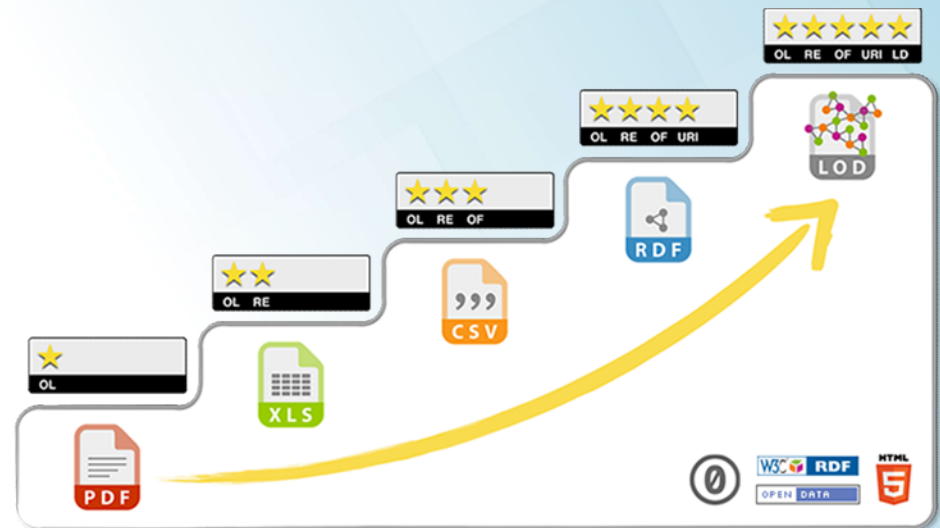 OL RE OF URI LD
LOD
OL RE OF URI
RDF
OL RE OF
,,,
CSV
OL RE
XLS
OL
PDF
0
W3C RDF
OPEN DATA
HTML
5